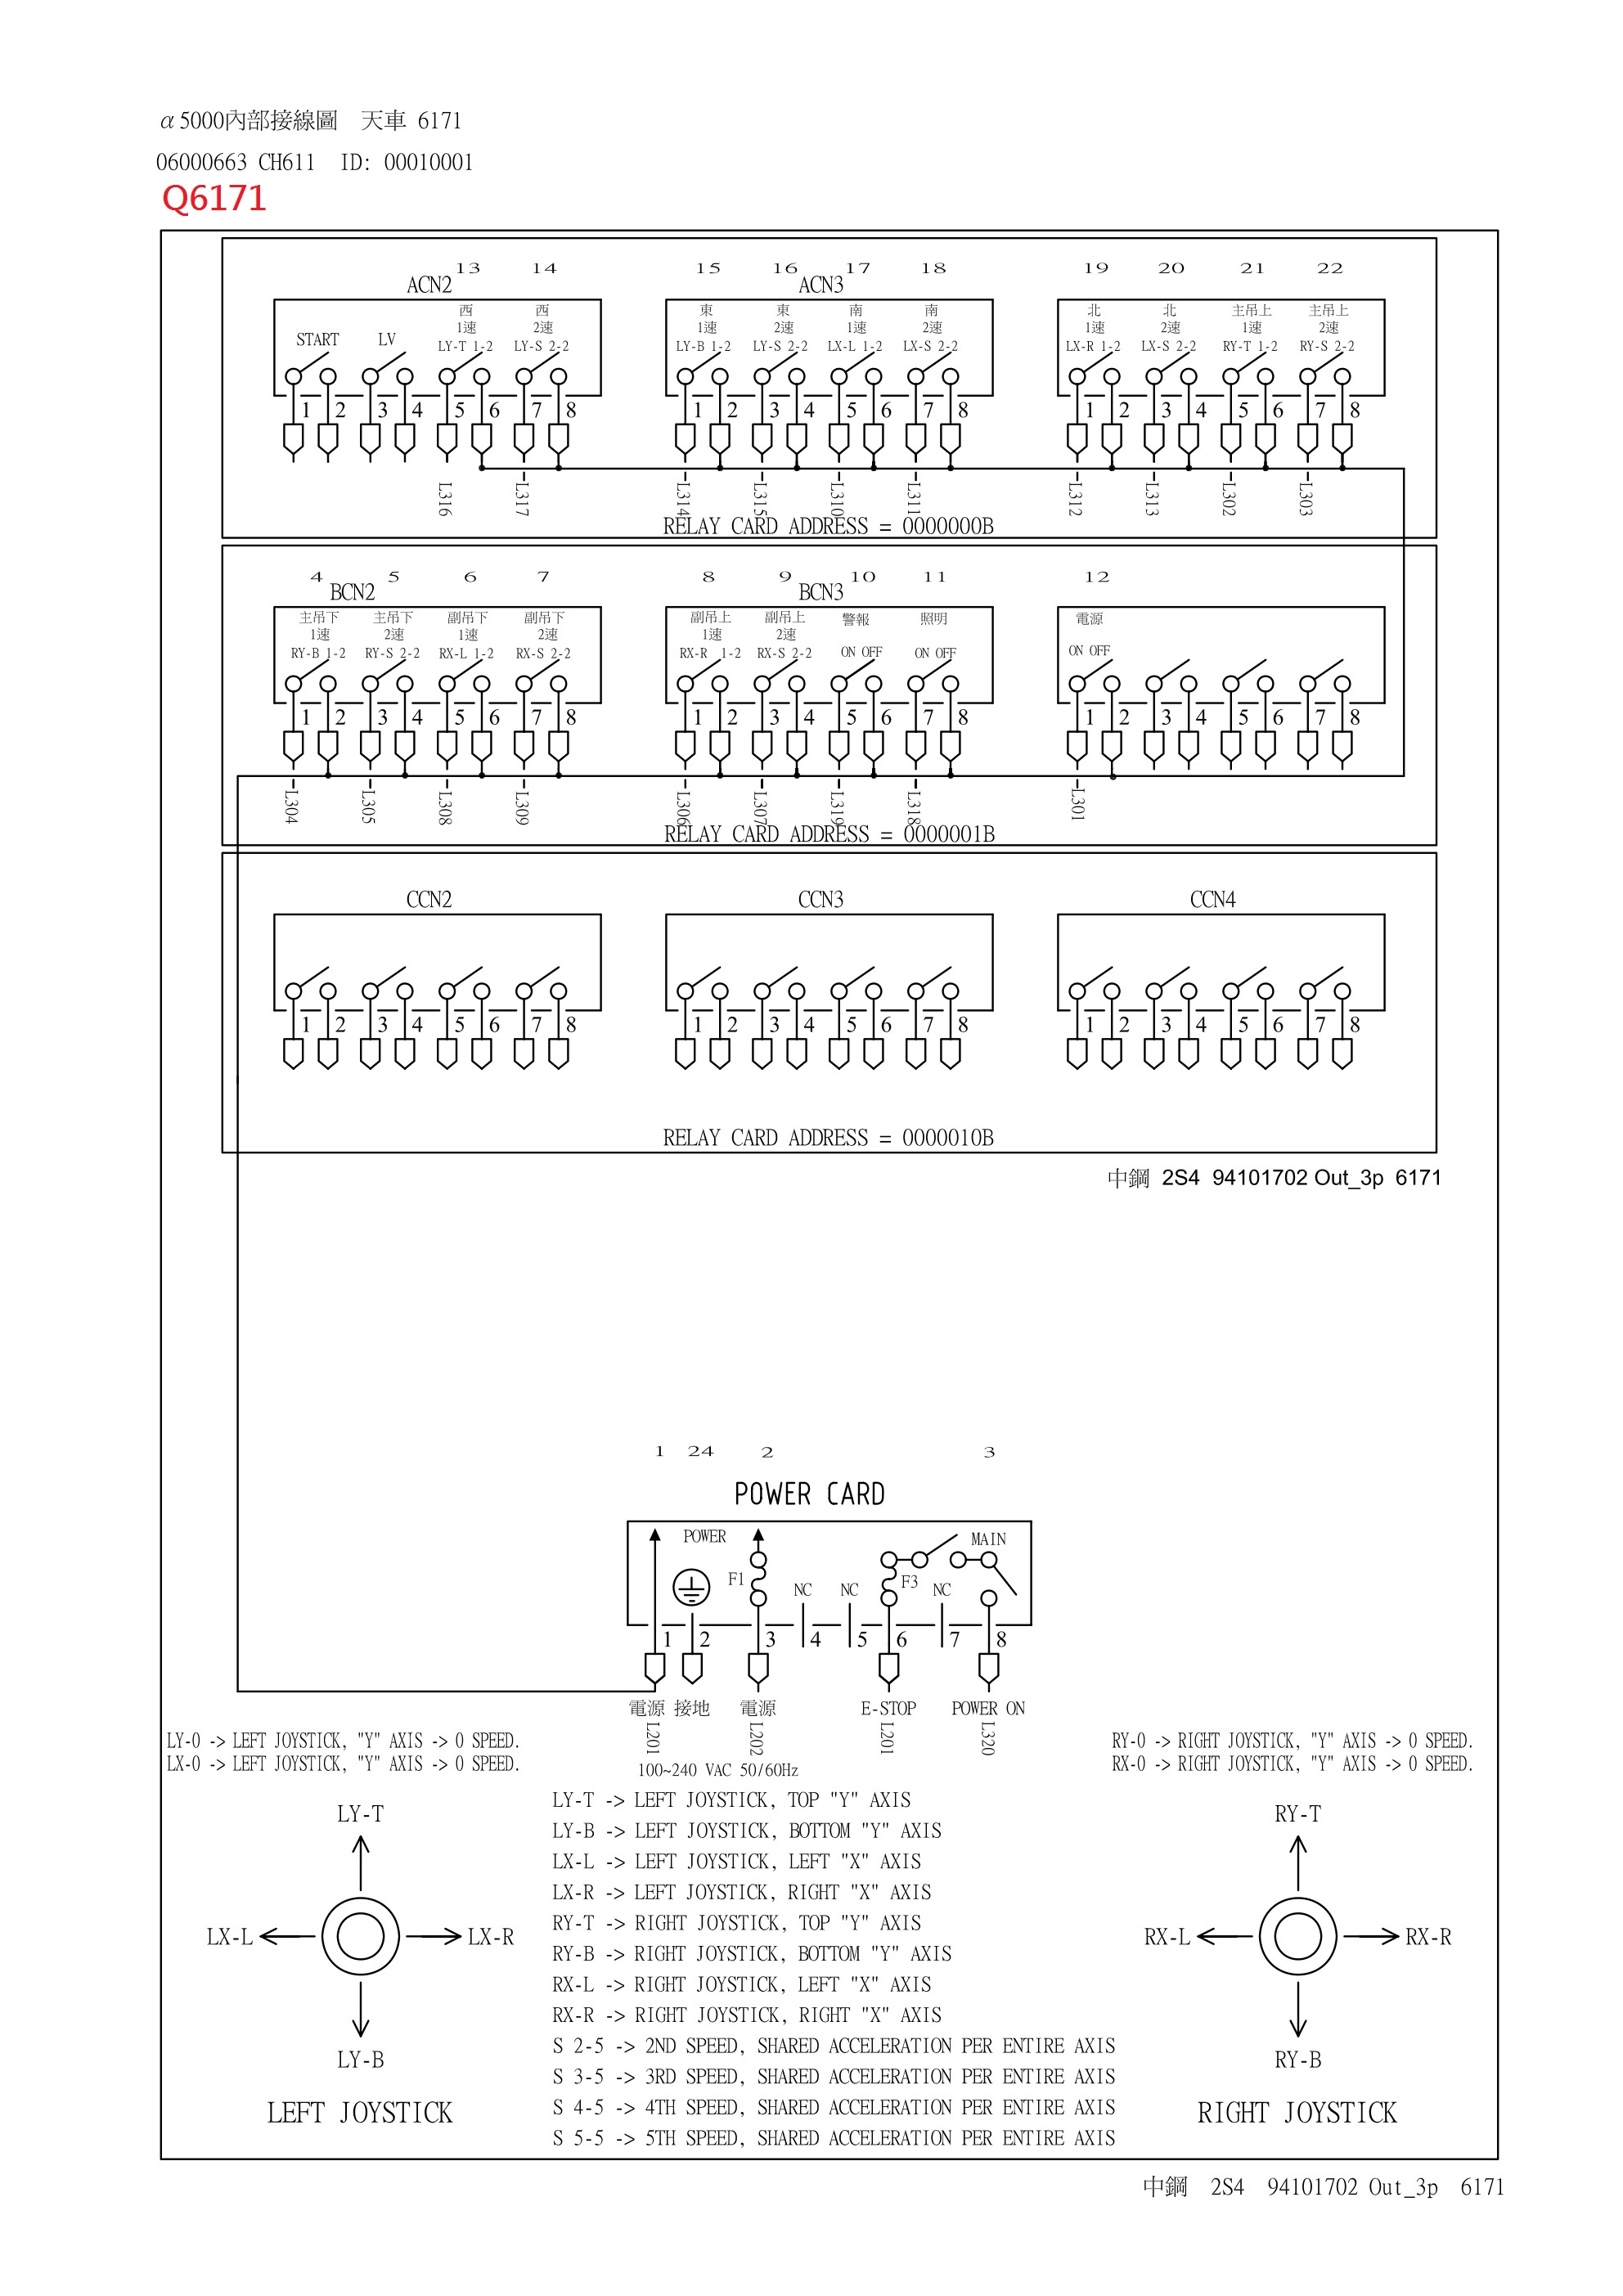 α5000內部接線圖 天車 6171
06000663 CH611 ID: 00010001
Q6171
13 14 15 16 17 18 19 20 21 22
ACN2 ACN3
西 西 東 東 南 南 北 北 主吊上 主吊上
1速 2速 1速 2速 1速 2速 1速 2速 1速 2速
START LV LY-T 1-2 LY-S 2-2 LY-B 1-2 LY-S 2-2 LX-L 1-2 LX-S 2-2 LX-R 1-2 LX-S 2-2 RY-T 1-2 RY-S 2-2
1 2 3 4 5 6 7 8 1 2 3 4 5 6 7 8 1 2 3 4 5 6 7 8
L316 L317 L314 L315 L310 L311 L312 L313 L302 L303
RELAY CARD ADDRESS = 0000000B
4 5 6 7 8 9 10 11 12
BCN2 BCN3
主吊下 主吊下 副吊下 副吊下 副吊上 副吊上 警報 照明 電源
1速 2速 1速 2速 1速 2速
RY-B 1-2 RY-S 2-2 RX-L 1-2 RX-S 2-2 RX-R 1-2 RX-S 2-2 ON OFF ON OFF ON OFF
1 2 3 4 5 6 7 8 1 2 3 4 5 6 7 8 1 2 3 4 5 6 7 8
L304 L305 L308 L309 L306 L307 L319 L318 L301
RELAY CARD ADDRESS = 0000001B
CCN2 CCN3 CCN4
1 2 3 4 5 6 7 8 1 2 3 4 5 6 7 8 1 2 3 4 5 6 7 8
RELAY CARD ADDRESS = 0000010B
中鋼 2S4 94101702 Out_3p 6171
1 24 2 3
POWER CARD
POWER MAIN
F1 NC NC F3 NC
1 2 3 4 5 6 7 8
電源 接地 電源 E-STOP POWER ON
L201 L202 L201 L320
100~240 VAC 50/60Hz
LY-0 -> LEFT JOYSTICK, "Y" AXIS -> 0 SPEED.
LX-0 -> LEFT JOYSTICK, "Y" AXIS -> 0 SPEED.
RY-0 -> RIGHT JOYSTICK, "Y" AXIS -> 0 SPEED.
RX-0 -> RIGHT JOYSTICK, "Y" AXIS -> 0 SPEED.
LY-T
LX-L LX-R
LY-B
LEFT JOYSTICK
LY-T -> LEFT JOYSTICK, TOP "Y" AXIS
LY-B -> LEFT JOYSTICK, BOTTOM "Y" AXIS
LX-L -> LEFT JOYSTICK, LEFT "X" AXIS
LX-R -> LEFT JOYSTICK, RIGHT "X" AXIS
RY-T -> RIGHT JOYSTICK, TOP "Y" AXIS
RY-B -> RIGHT JOYSTICK, BOTTOM "Y" AXIS
RX-L -> RIGHT JOYSTICK, LEFT "X" AXIS
RX-R -> RIGHT JOYSTICK, RIGHT "X" AXIS
S 2-5 -> 2ND SPEED, SHARED ACCELERATION PER ENTIRE AXIS
S 3-5 -> 3RD SPEED, SHARED ACCELERATION PER ENTIRE AXIS
S 4-5 -> 4TH SPEED, SHARED ACCELERATION PER ENTIRE AXIS
S 5-5 -> 5TH SPEED, SHARED ACCELERATION PER ENTIRE AXIS
RY-T
RX-L RX-R
RY-B
RIGHT JOYSTICK
中鋼 2S4 94101702 Out_3p 6171